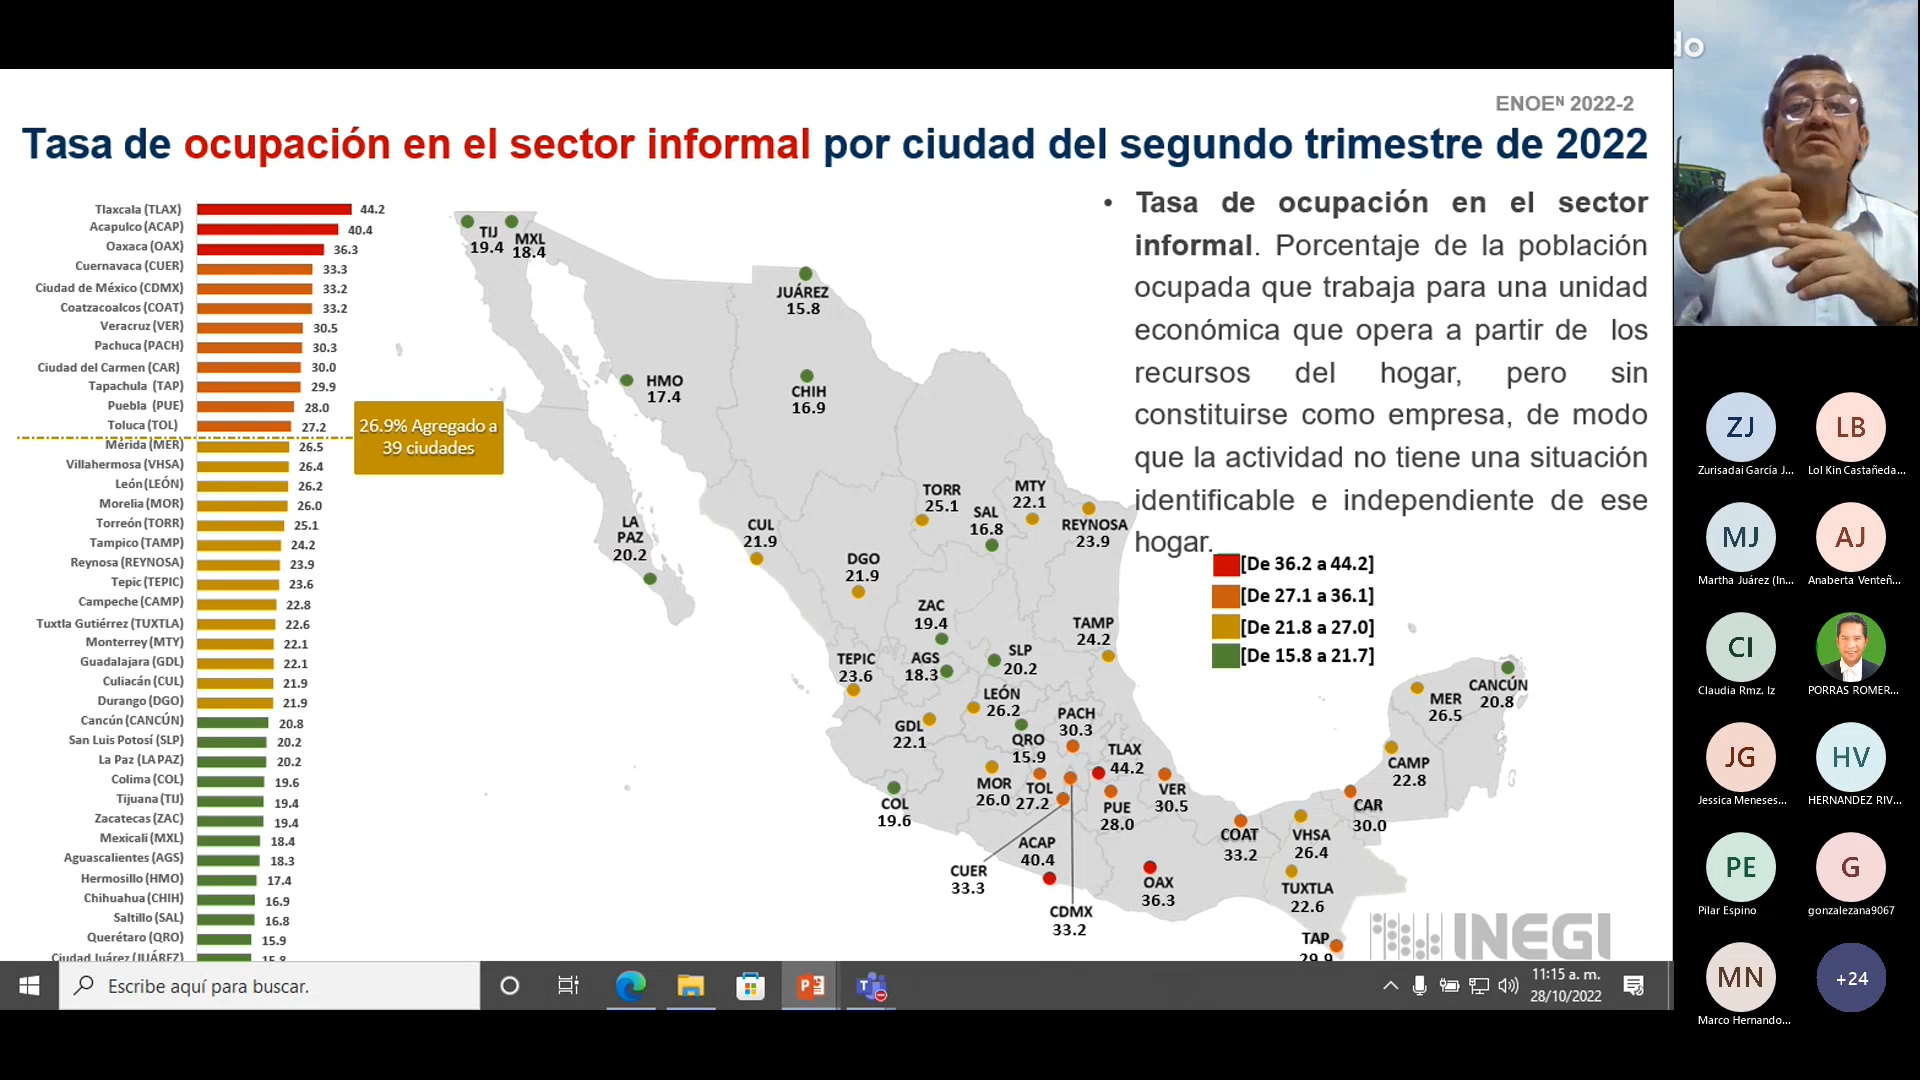 ENOEᴺ 2022-2
Tasa de ocupación en el sector informal por ciudad del segundo trimestre de 2022
Tlaxcala (TLAX) 44.2
Acapulco (ACAP) 40.4
Oaxaca (OAX) 36.3
Cuernavaca (CUER) 33.3
Ciudad de México (CDMX) 33.2
Coatzacoalcos (COAT) 33.2
Veracruz (VER) 30.5
Pachuca (PACH) 30.3
Ciudad del Carmen (CAR) 30.0
Tapachula (TAP) 29.9
Puebla (PUE) 28.0
Toluca (TOL) 27.2
Mérida (MER) 26.5
Villahermosa (VHSA) 26.4
León (LEÓN) 26.2
Morelia (MOR) 26.0
Torreón (TORR) 25.1
Tampico (TAMP) 24.2
Reynosa (REYNOSA) 23.9
Tepic (TEPIC) 23.6
Campeche (CAMP) 22.8
Tuxtla Gutiérrez (TUXTLA) 22.6
Monterrey (MTY) 22.1
Guadalajara (GDL) 22.1
Culiacán (CUL) 21.9
Durango (DGO) 21.9
Cancún (CANCÚN) 20.8
San Luis Potosí (SLP) 20.2
La Paz (LA PAZ) 20.2
Colima (COL) 19.6
Tijuana (TIJ) 19.4
Zacatecas (ZAC) 19.4
Mexicali (MXL) 18.4
Aguascalientes (AGS) 18.3
Hermosillo (HMO) 17.4
Chihuahua (CHIH) 16.9
Saltillo (SAL) 16.8
Querétaro (QRO) 15.9
Ciudad Juárez (JUÁREZ) 15.8
26.9% Agregado a
39 ciudades
TIJ
19.4
MXL
18.4
JUÁREZ
15.8
HMO
17.4
CHIH
16.9
LA
PAZ
20.2
CUL
21.9
DGO
21.9
TORR
25.1
SAL
16.8
MTY
22.1
REYNOSA
23.9
ZAC
19.4
TAMP
24.2
TEPIC
23.6
AGS
18.3
SLP
20.2
LEÓN
26.2
GDL
22.1
QRO
15.9
PACH
30.3
TLAX
44.2
COL
19.6
MOR
26.0
TOL
27.2
PUE
28.0
VER
30.5
CUER
33.3
ACAP
40.4
CDMX
33.2
OAX
36.3
COAT
33.2
VHSA
26.4
TUXTLA
22.6
TAP
29.9
CAR
30.0
CAMP
22.8
MER
26.5
CANCÚN
20.8
• Tasa de ocupación en el sector
informal. Porcentaje de la población
ocupada que trabaja para una unidad
económica que opera a partir de los
recursos del hogar, pero sin
constituirse como empresa, de modo
que la actividad no tiene una situación
identificable e independiente de ese
hogar.
[De 36.2 a 44.2]
[De 27.1 a 36.1]
[De 21.8 a 27.0]
[De 15.8 a 21.7]
INEGI
Escribe aquí para buscar.
11:15 a. m.
28/10/2022
do
ZJ
Zurisadai García J...
LB
Lol Kin Castañeda...
MJ
Martha Juárez (In...
AJ
Anaberta Venteñ...
CI
Claudia Rmz. Iz
PORRAS ROMER...
JG
Jessica Meneses...
HV
HERNANDEZ RIV...
PE
Pilar Espino
G
gonzalezana9067
MN
Marco Hernando...
+24